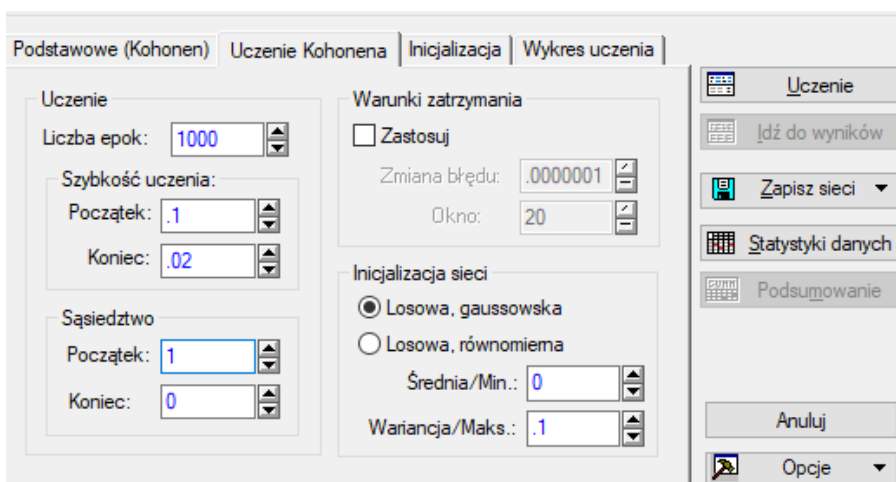 Podstawowe (Kohonen) Uczenie Kohonena Inicjalizacja Wykres uczenia
Uczenie
Liczba epok: 1000
Szybkość uczenia:
Początek: .1
Koniec: .02
Sąsiedztwo
Początek: 1
Koniec: 0
Warunki zatrzymania
Zastosuj
Zmiana błędu: .0000001
Okno: 20
Inicjalizacja sieci
Losowa, gaussowska
Losowa, równomierna
Średnia/Min.: 0
Wariancja/Maks.: .1
Uczenie
Idź do wyników
Zapisz sieci
Statystyki danych
Podsumowanie
Anuluj
Opcje